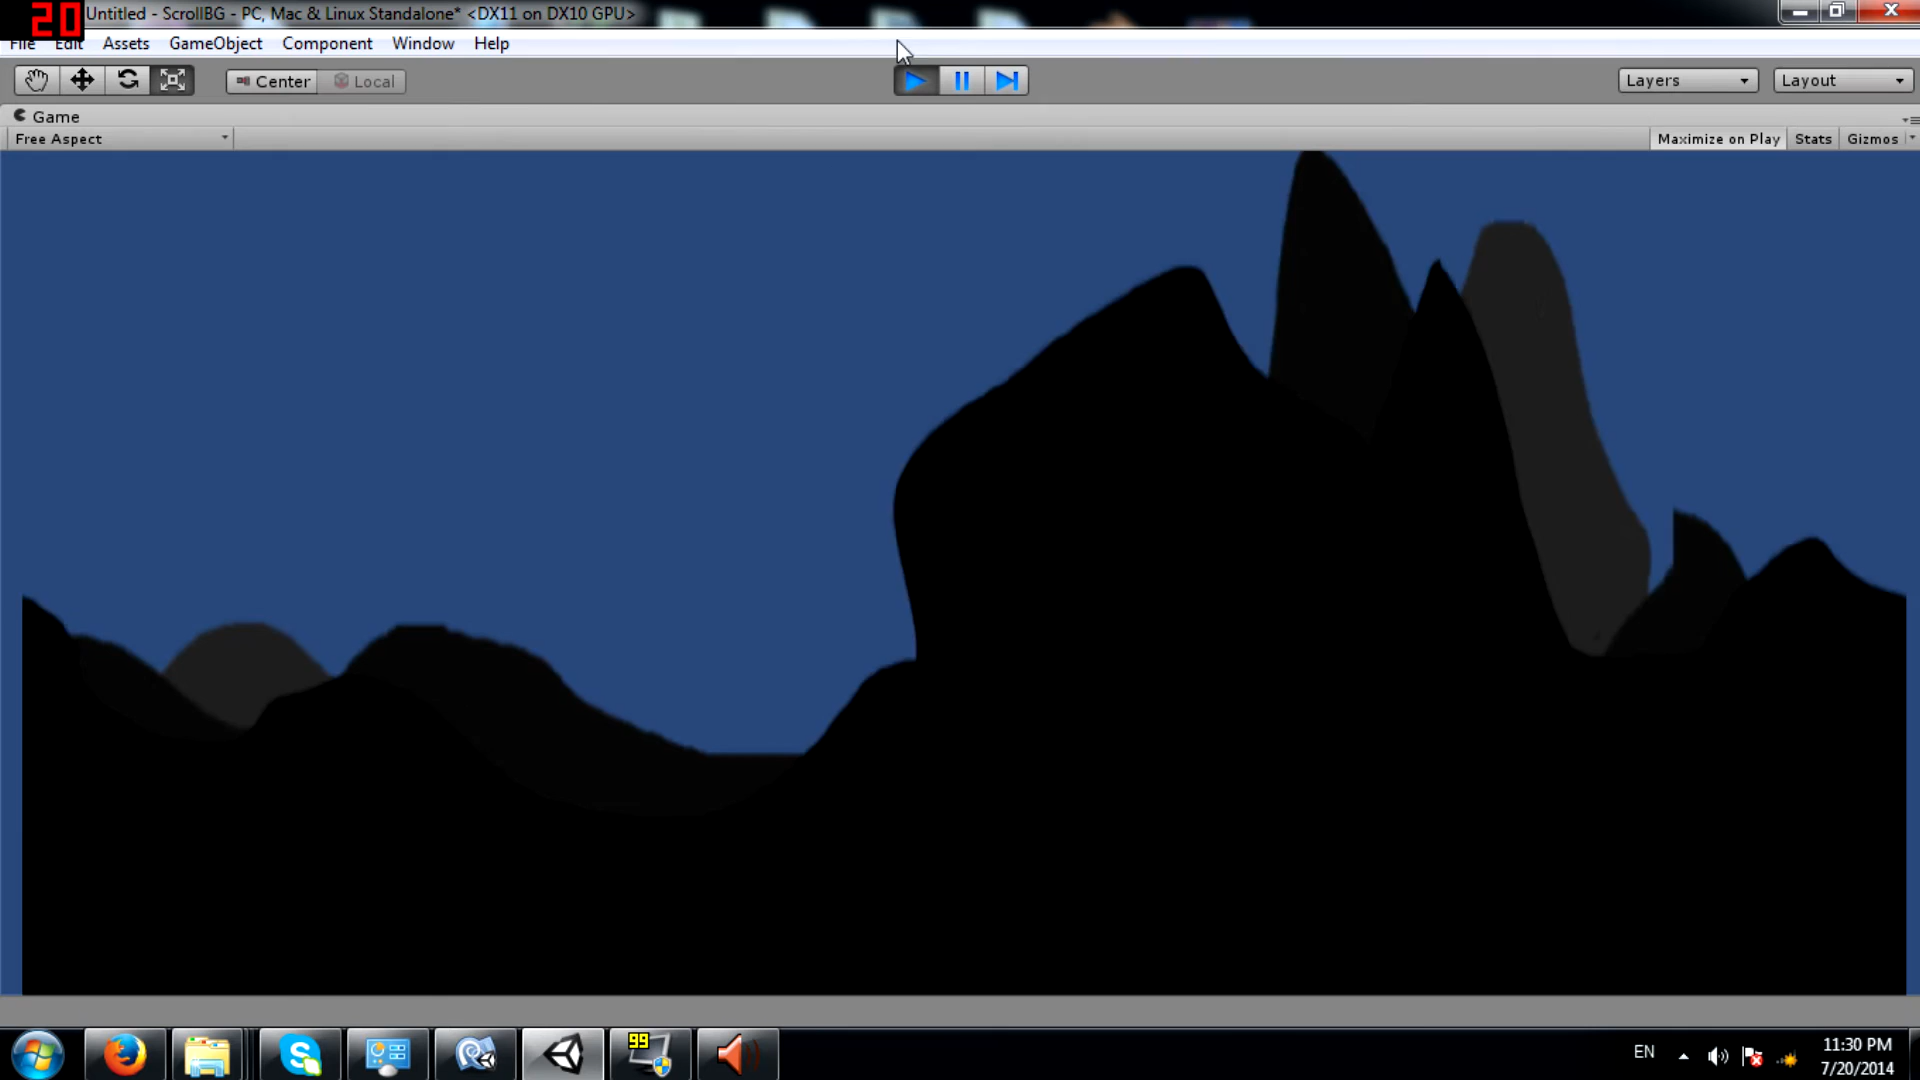 20
Untitled - ScrollBG - PC, Mac & Linux Standalone* <DX11 on DX10 GPU>
File Edit Assets GameObject Component Window Help
Center Local Layers Layout
Game
Free Aspect Maximize on Play Stats Gizmos
99
EN 11:30 PM
7/20/2014